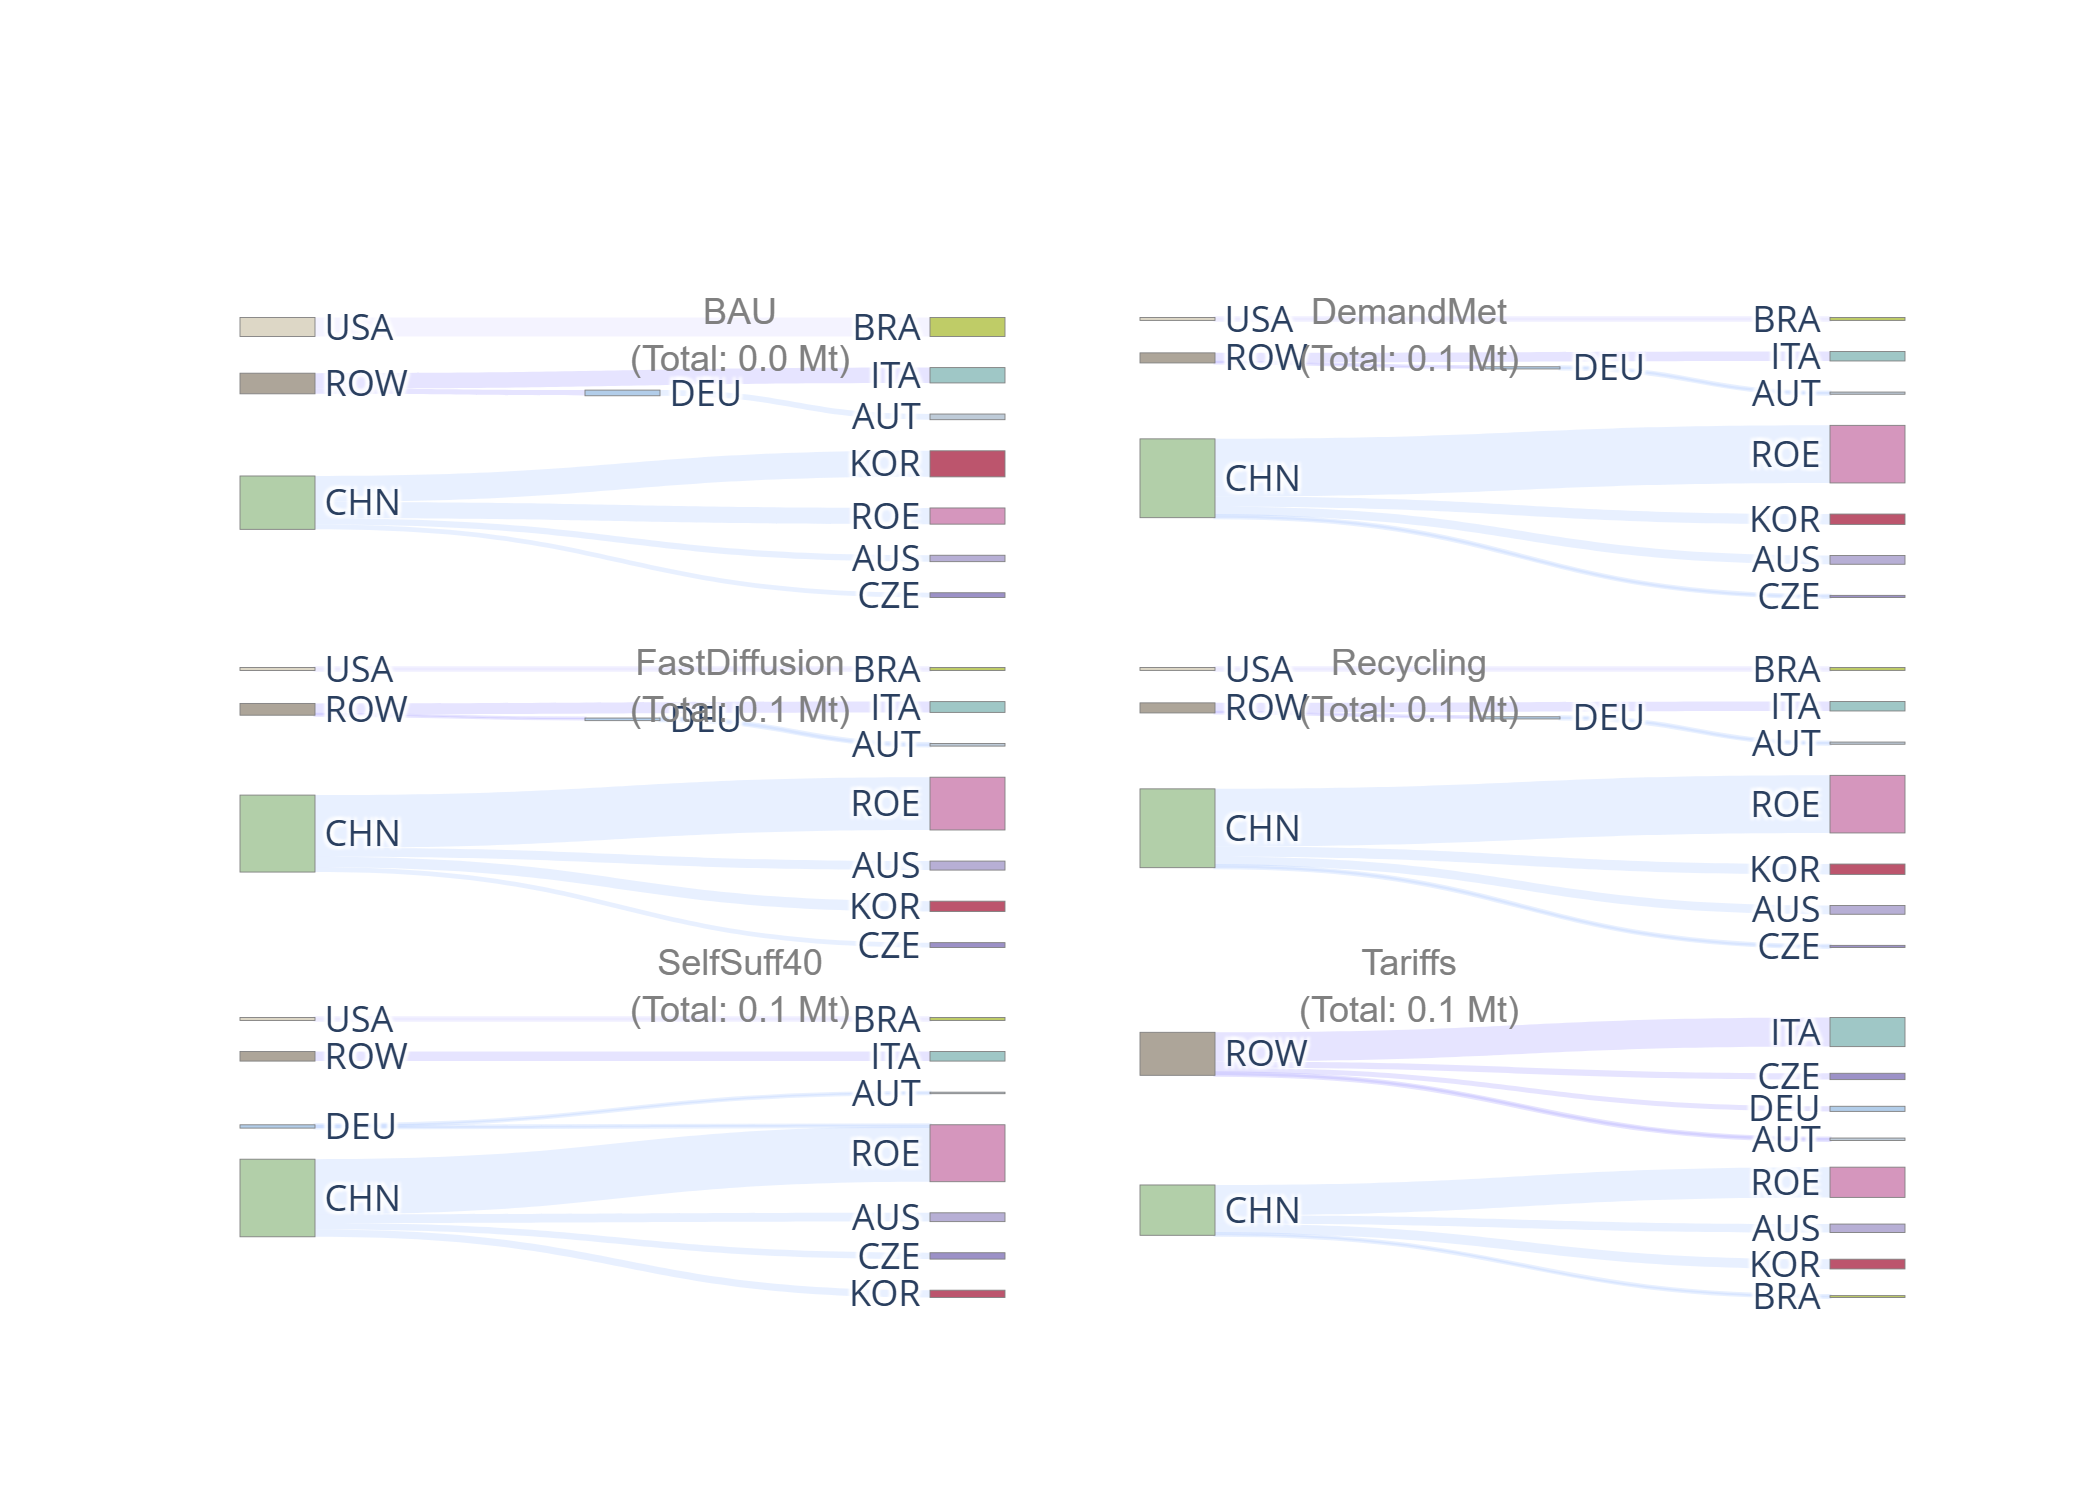 BAU
(Total: 0.0 Mt)
USA
BRA
ROW
ITA
DEU
AUT
CHN
KOR
ROE
AUS
CZE
DemandMet
(Total: 0.1 Mt)
USA
BRA
ROW
ITA
DEU
AUT
CHN
ROE
KOR
AUS
CZE
FastDiffusion
(Total: 0.1 Mt)
USA
BRA
ROW
ITA
DEU
AUT
CHN
ROE
AUS
KOR
CZE
Recycling
(Total: 0.1 Mt)
USA
BRA
ROW
ITA
DEU
AUT
CHN
ROE
KOR
AUS
CZE
SelfSuff40
(Total: 0.1 Mt)
USA
BRA
ROW
ITA
AUT
DEU
ROE
CHN
AUS
CZE
KOR
Tariffs
(Total: 0.1 Mt)
ROW
ITA
CZE
DEU
AUT
ROE
CHN
AUS
KOR
BRA